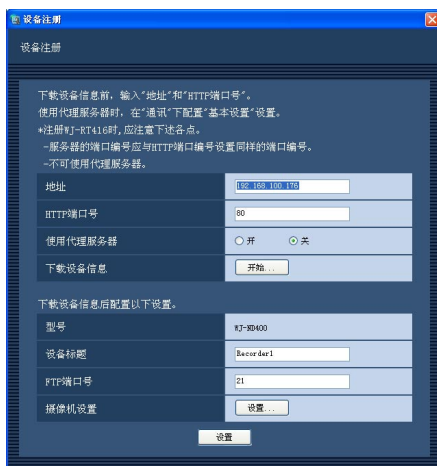 设备注册
设备注册
下载设备信息前，输入"地址"和"HTTP端口号"。
使用代理服务器时，在"通讯"下配置"基本设置"设置。
*注册WJ-RT416时,应注意下述各点。
-服务器的端口编号应与HTTP端口编号设置同样的端口编号。
-不可使用代理服务器。
地址 192.168.100.176
HTTP端口号 80
使用代理服务器 开 关
下载设备信息 开始...
下载设备信息后配置以下设置。
型号 WJ-ND400
设备标题 Recorder1
FTP端口号 21
摄像机设置 设置...
设置